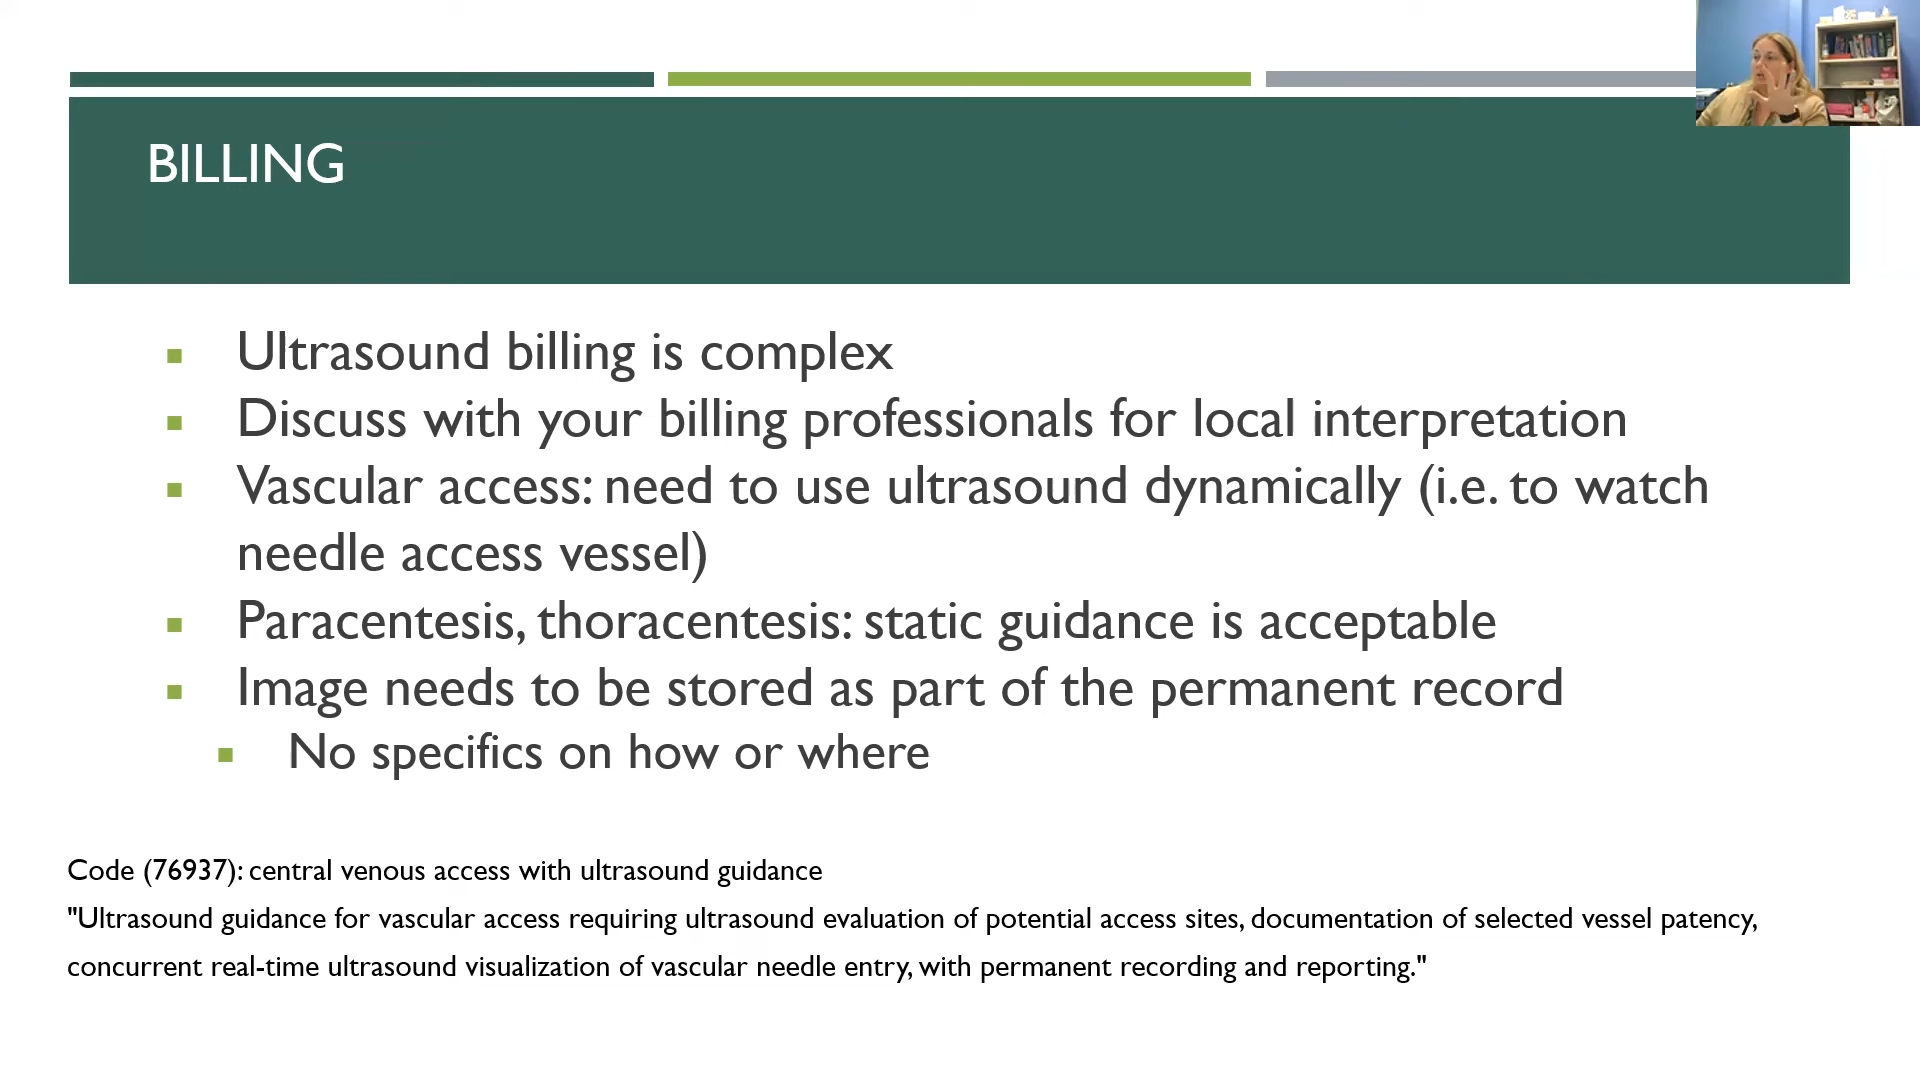 BILLING
Ultrasound billing is complex
Discuss with your billing professionals for local interpretation
Vascular access: need to use ultrasound dynamically (i.e. to watch
needle access vessel)
Paracentesis, thoracentesis: static guidance is acceptable
Image needs to be stored as part of the permanent record
No specifics on how or where
Code (76937): central venous access with ultrasound guidance
"Ultrasound guidance for vascular access requiring ultrasound evaluation of potential access sites, documentation of selected vessel patency,
concurrent real-time ultrasound visualization of vascular needle entry, with permanent recording and reporting."